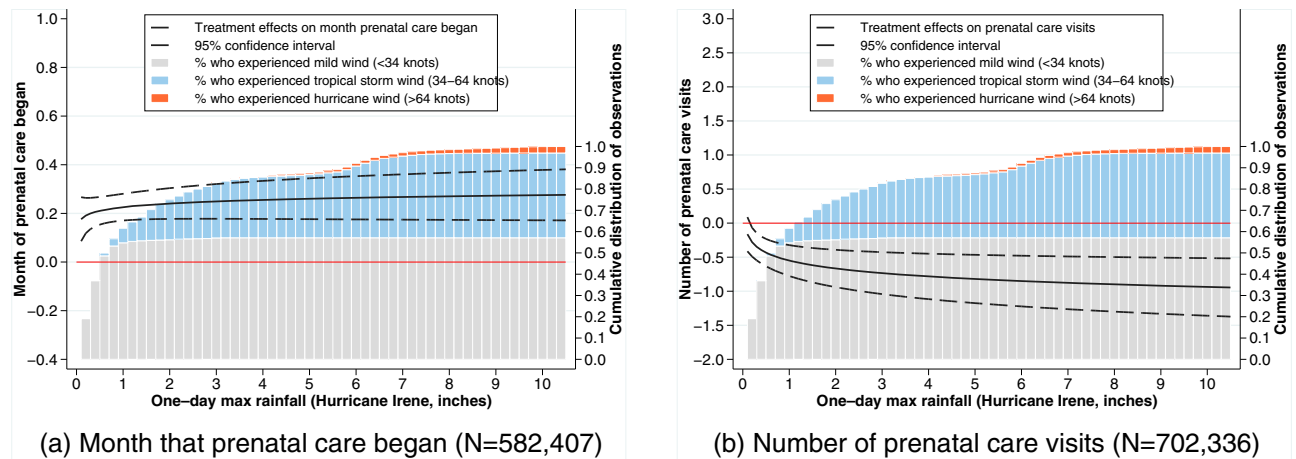 Treatment effects on month prenatal care began
95% confidence interval
% who experienced mild wind (<34 knots)
% who experienced tropical storm wind (34–64 knots)
% who experienced hurricane wind (>64 knots)
Month of prenatal care began
1.0
0.8
0.6
0.4
0.2
0.0
−0.2
−0.4
Cumulative distribution of observations
1.0
0.9
0.8
0.7
0.6
0.5
0.4
0.3
0.2
0.1
0.0
0 1 2 3 4 5 6 7 8 9 10
One–day max rainfall (Hurricane Irene, inches)
(a) Month that prenatal care began (N=582,407)
Treatment effects on prenatal care visits
95% confidence interval
% who experienced mild wind (<34 knots)
% who experienced tropical storm wind (34–64 knots)
% who experienced hurricane wind (>64 knots)
Number of prenatal care visits
3.0
2.5
2.0
1.5
1.0
0.5
0.0
−0.5
−1.0
−1.5
−2.0
Cumulative distribution of observations
1.0
0.9
0.8
0.7
0.6
0.5
0.4
0.3
0.2
0.1
0.0
0 1 2 3 4 5 6 7 8 9 10
One–day max rainfall (Hurricane Irene, inches)
(b) Number of prenatal care visits (N=702,336)